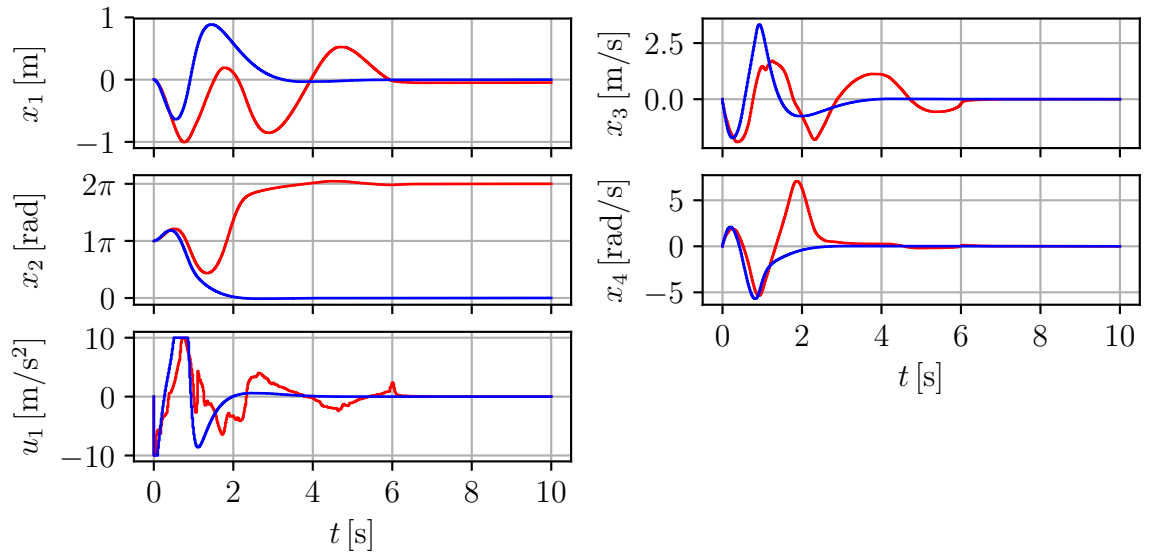 1
0
−1
x₁ [m]
2π
1π
0
x₂ [rad]
10
0
−10
u₁ [m/s²]
0 2 4 6 8 10
t [s]
2.5
0.0
x₃ [m/s]
5
0
−5
x₄ [rad/s]
0 2 4 6 8 10
t [s]